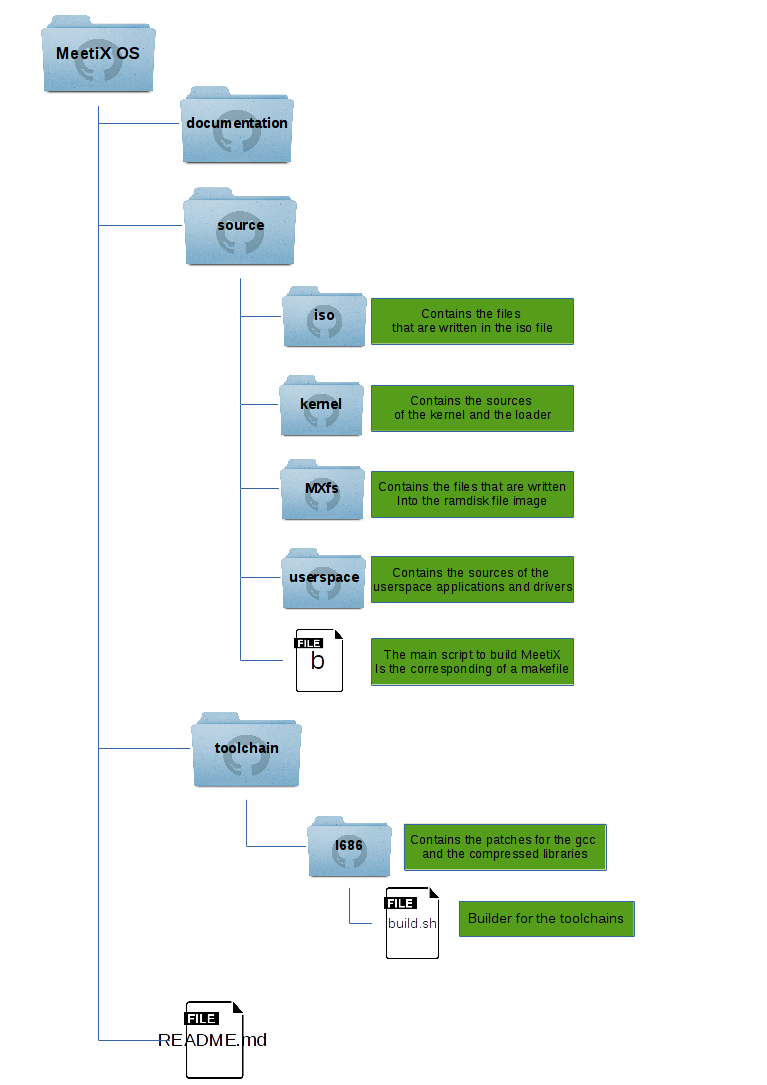 MeetiX OS
documentation
source
iso
Contains the files
that are written in the iso file
kernel
Contains the sources
of the kernel and the loader
MXfs
Contains the files that are written
Into the ramdisk file image
userspace
Contains the sources of the
userspace applications and drivers
FILE
b
The main script to build MeetiX
Is the corresponding of a makefile
toolchain
I686
Contains the patches for the gcc
and the compressed libraries
FILE
build.sh
Builder for the toolchains
FILE
README.md